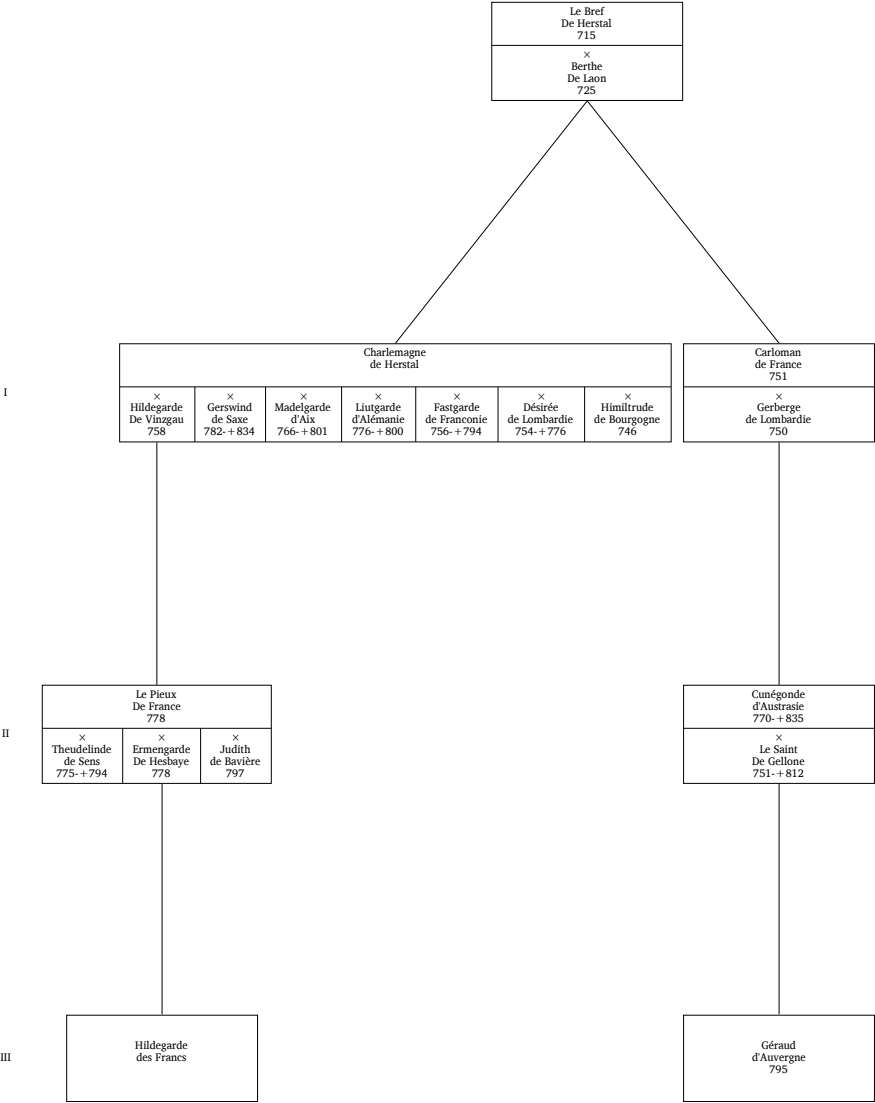 Le Bref
De Herstal
715
×
Berthe
De Laon
725
I
Charlemagne
de Herstal
×
Hildegarde
De Vinzgau
758
×
Gerswind
de Saxe
782-+834
×
Madelgarde
d'Aix
766-+801
×
Liutgarde
d'Alémanie
776-+800
×
Fastgarde
de Franconie
756-+794
×
Désirée
de Lombardie
754-+776
×
Himiltrude
de Bourgogne
746
Carloman
de France
751
×
Gerberge
de Lombardie
750
II
Le Pieux
De France
778
×
Theudelinde
de Sens
775-+794
×
Ermengarde
De Hesbaye
778
×
Judith
de Bavière
797
Cunégonde
d'Austrasie
770-+835
×
Le Saint
De Gellone
751-+812
III
Hildegarde
des Francs
Géraud
d'Auvergne
795